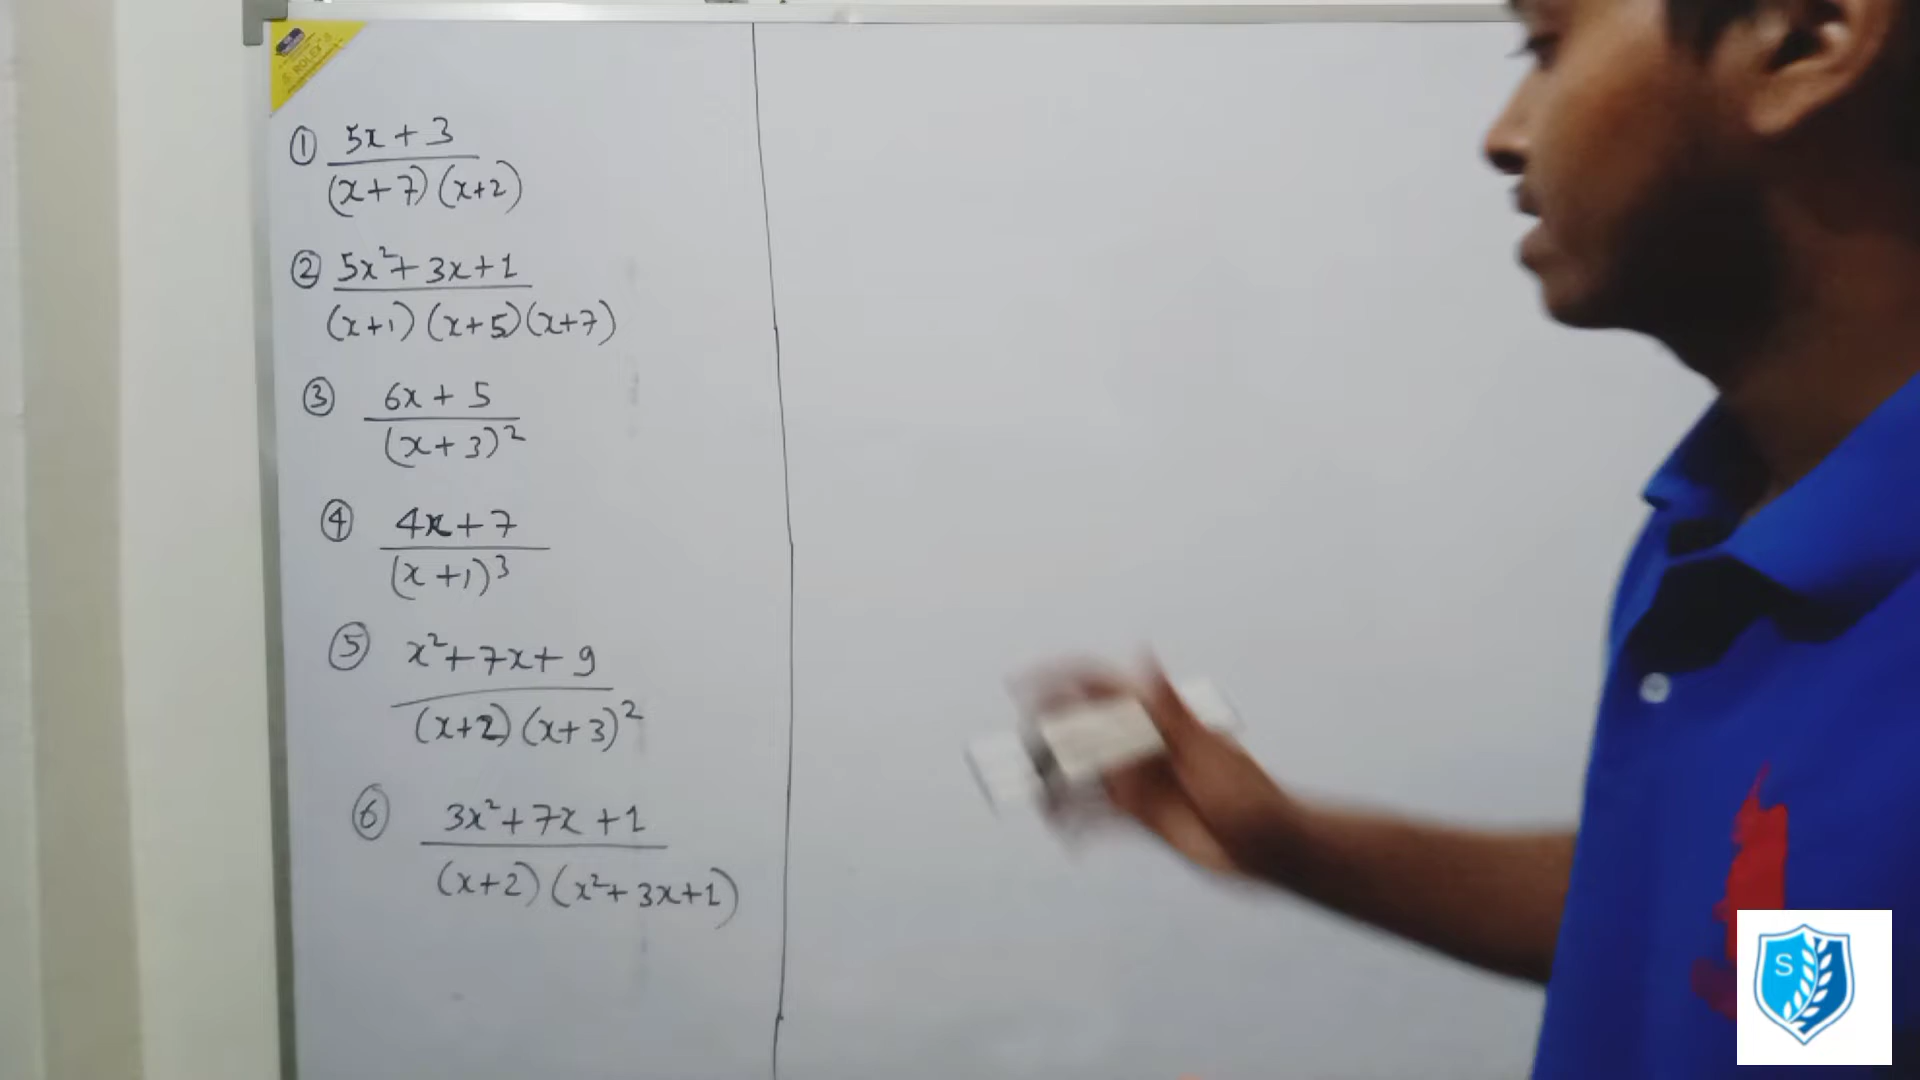 S ROLEX
① 5x + 3
(x+7) (x+2)
② 5x²+ 3x+1
(x+1) (x+5) (x+7)
③ 6x + 5
(x+3)²
④ 4x+7
(x+1)³
⑤ x²+7x+9
(x+2) (x+3)²
⑥ 3x²+7x+1
(x+2) (x²+3x+1)
S